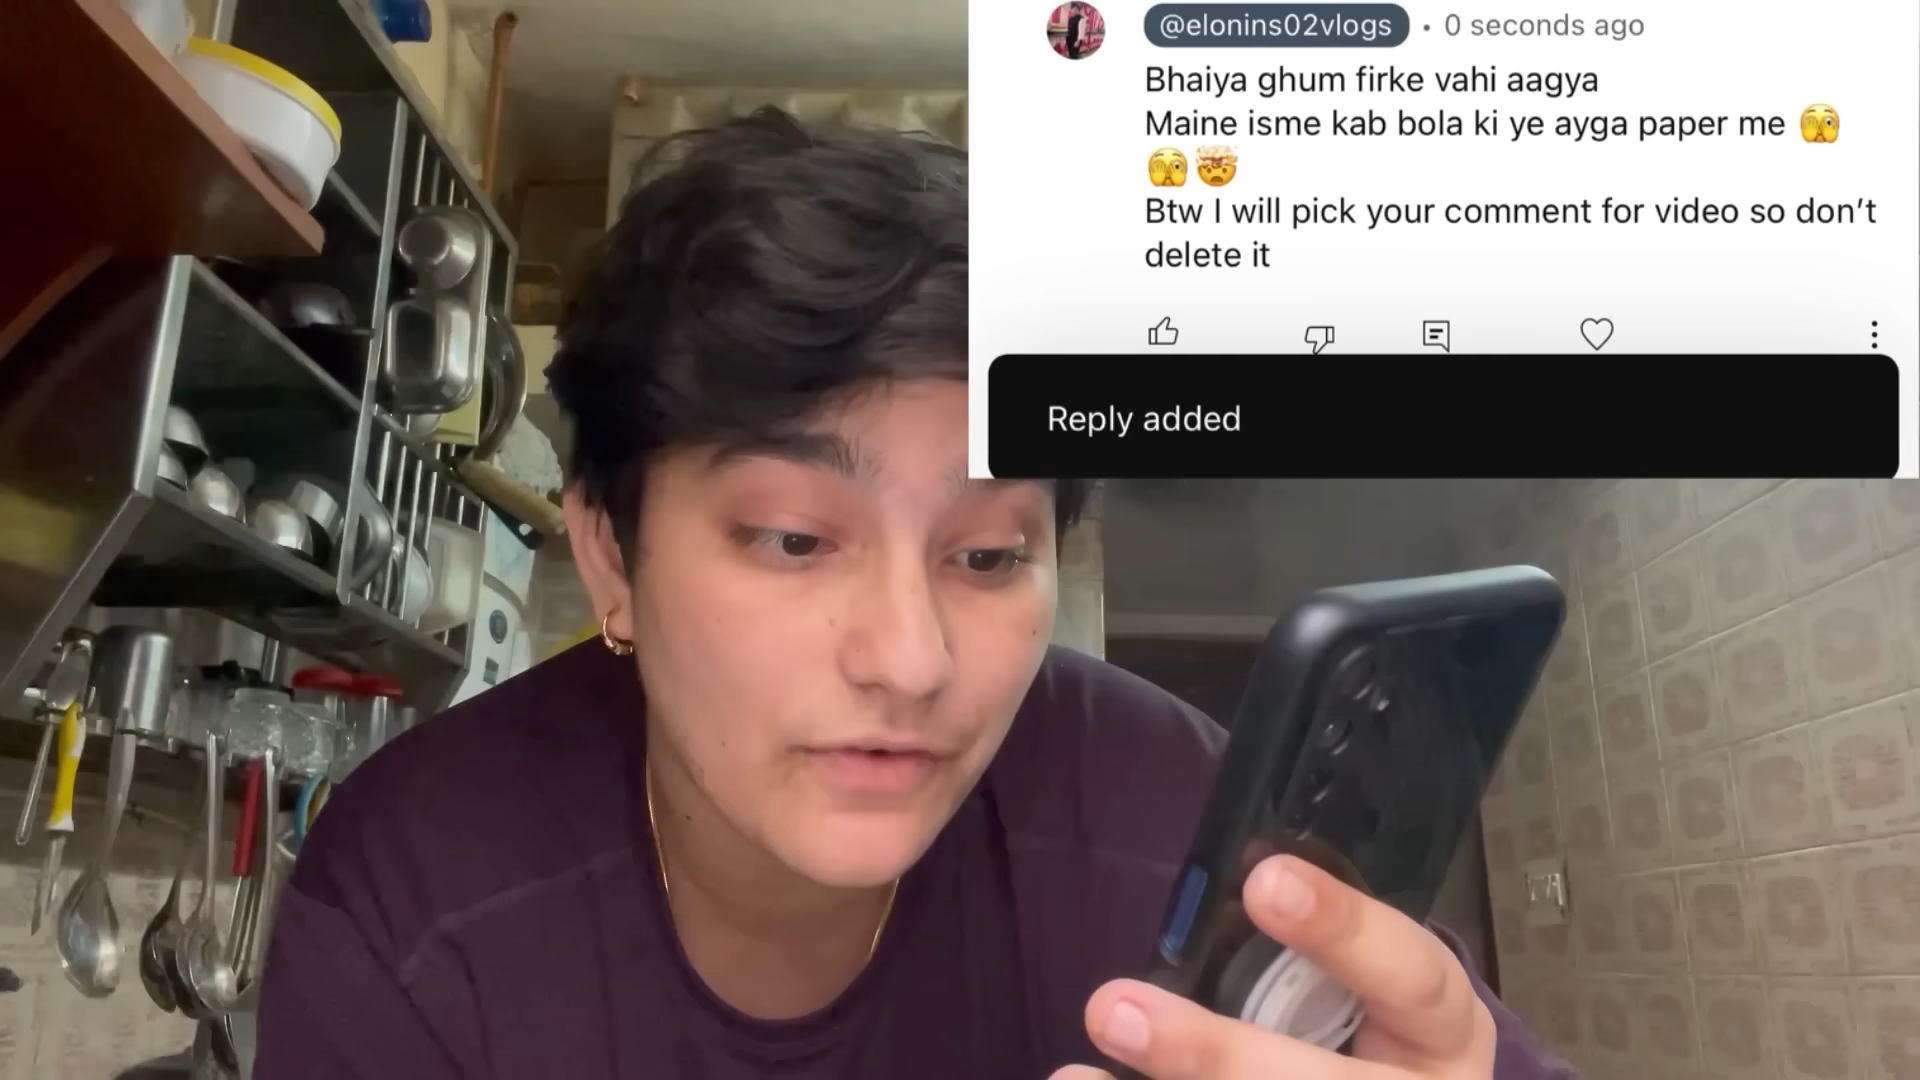 @elonins02vlogs • 0 seconds ago
Bhaiya ghum firke vahi aagya
Maine isme kab bola ki ye ayga paper me 🫣
🫣🤯
Btw I will pick your comment for video so don't
delete it
Reply added